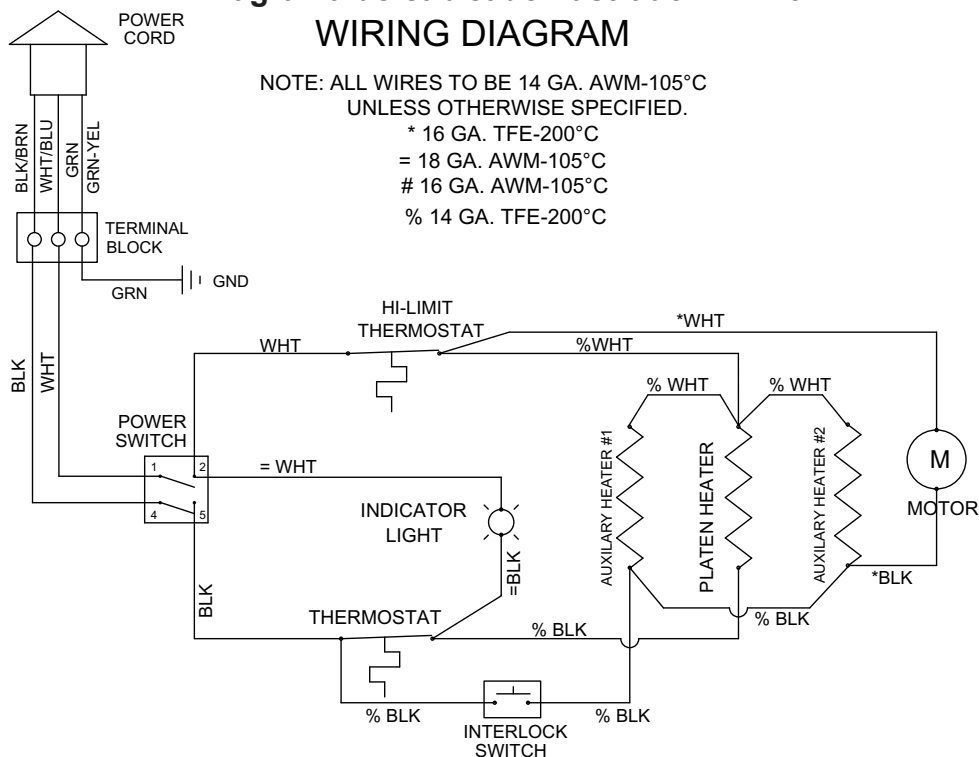 WIRING DIAGRAM
NOTE: ALL WIRES TO BE 14 GA. AWM-105°C
UNLESS OTHERWISE SPECIFIED.
* 16 GA. TFE-200°C
= 18 GA. AWM-105°C
# 16 GA. AWM-105°C
% 14 GA. TFE-200°C
POWER
CORD
BLK/BRN
WHT/BLU
GRN
GRN-YEL
TERMINAL
BLOCK
GRN
GND
BLK
WHT
HI-LIMIT
THERMOSTAT
WHT
*WHT
%WHT
% WHT
% WHT
POWER
SWITCH
1
2
4
5
= WHT
INDICATOR
LIGHT
=BLK
AUXILARY HEATER #1
PLATEN HEATER
AUXILARY HEATER #2
M
MOTOR
*BLK
BLK
THERMOSTAT
% BLK
% BLK
% BLK
% BLK
INTERLOCK
SWITCH